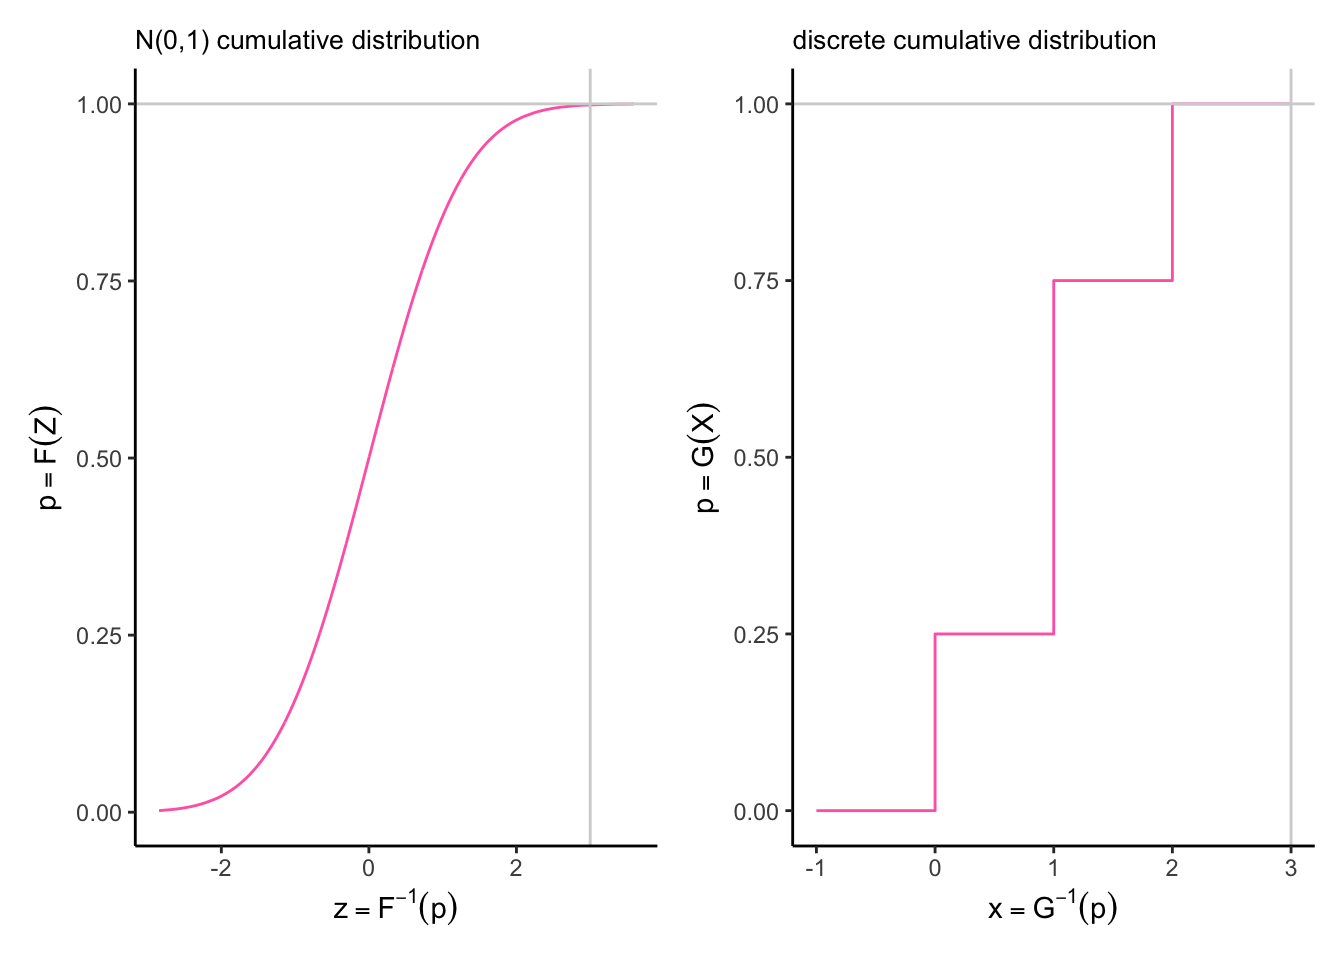 N(0,1) cumulative distribution
1.00
0.75
0.50
0.25
0.00
p = F(Z)
-2 0 2
z = F⁻¹(p)
discrete cumulative distribution
1.00
0.75
0.50
0.25
0.00
p = G(X)
-1 0 1 2 3
x = G⁻¹(p)